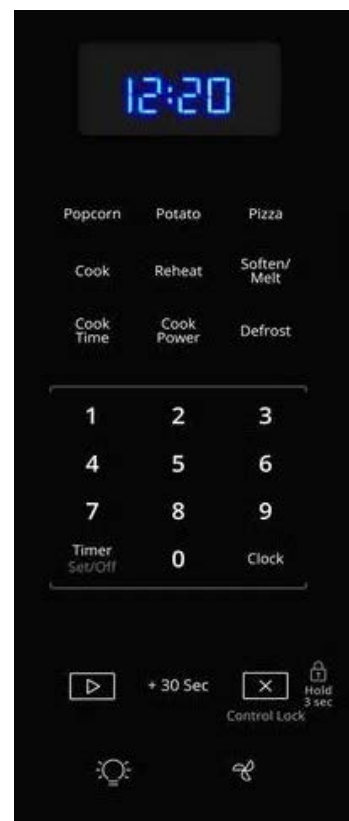 12:20
Popcorn Potato Pizza
Cook Reheat Soften/
Melt
Cook
Time
Cook
Power
Defrost
1 2 3
4 5 6
7 8 9
Timer
Set/Off
0 Clock
+ 30 Sec
Hold
3 sec
Control Lock